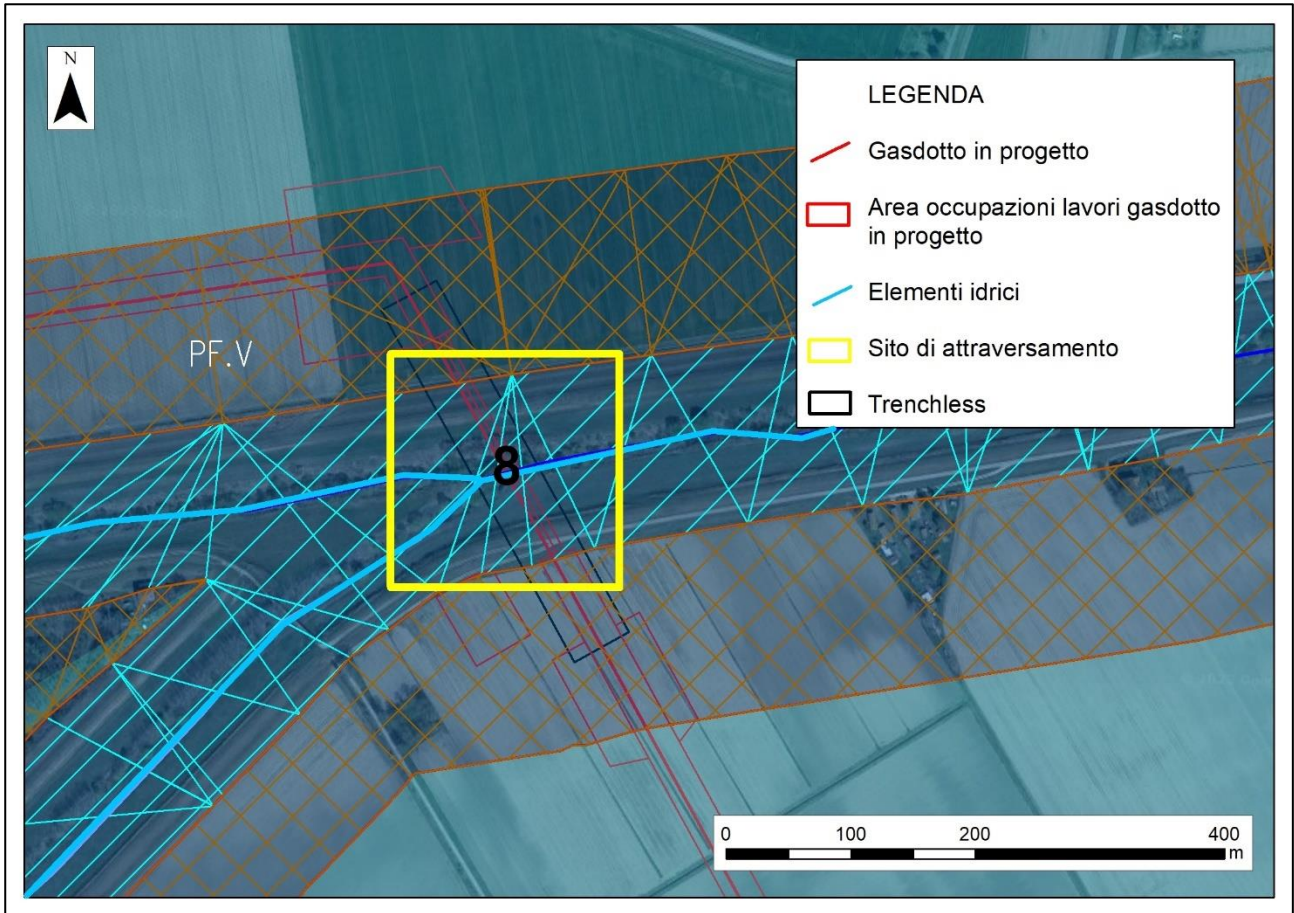 N
LEGENDA
Gasdotto in progetto
Area occupazioni lavori gasdotto
in progetto
Elementi idrici
Sito di attraversamento
Trenchless
PF.V
8
0 100 200 400
m